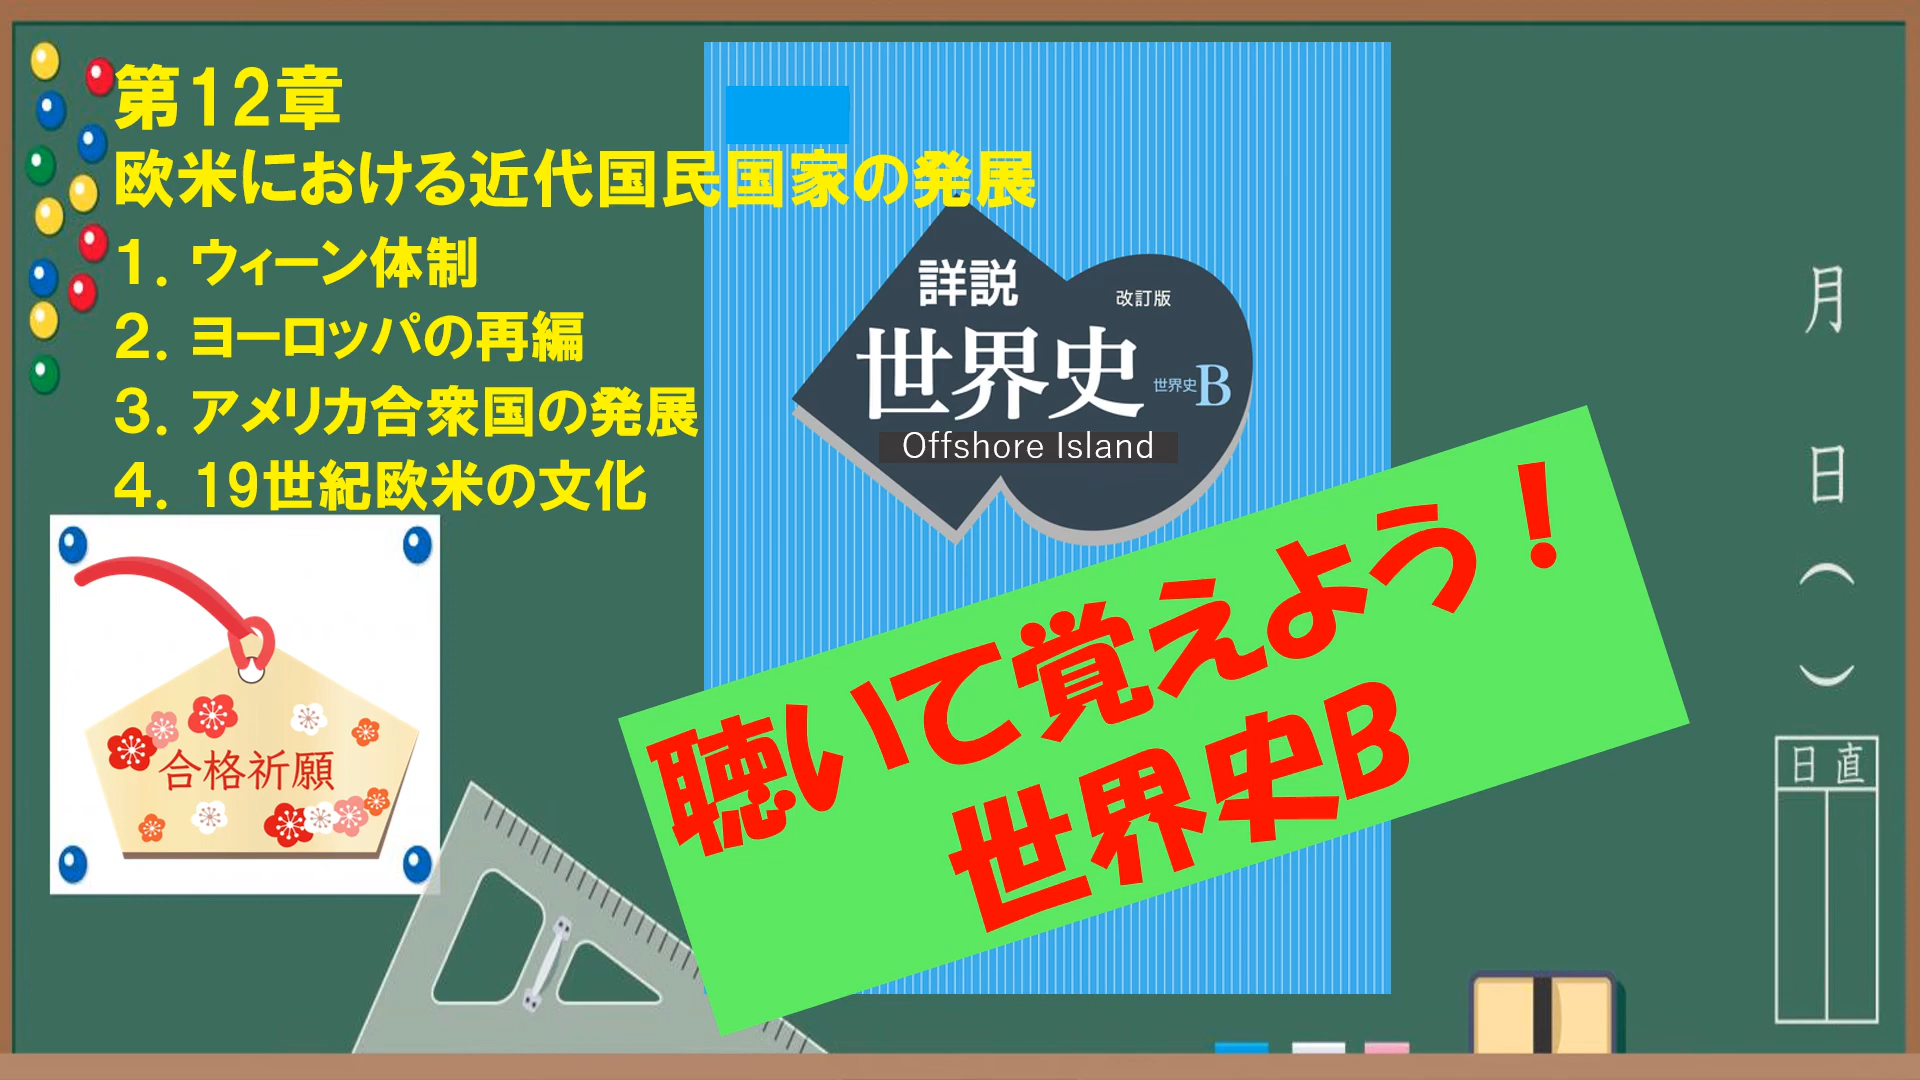 第12章
欧米における近代国民国家の発展
1. ウィーン体制
2. ヨーロッパの再編
3. アメリカ合衆国の発展
4. 19世紀欧米の文化
詳説
改訂版
世界史
世界史B
Offshore Island
聴いて覚えよう!
世界史B
合格祈願
月
日
( )
日直